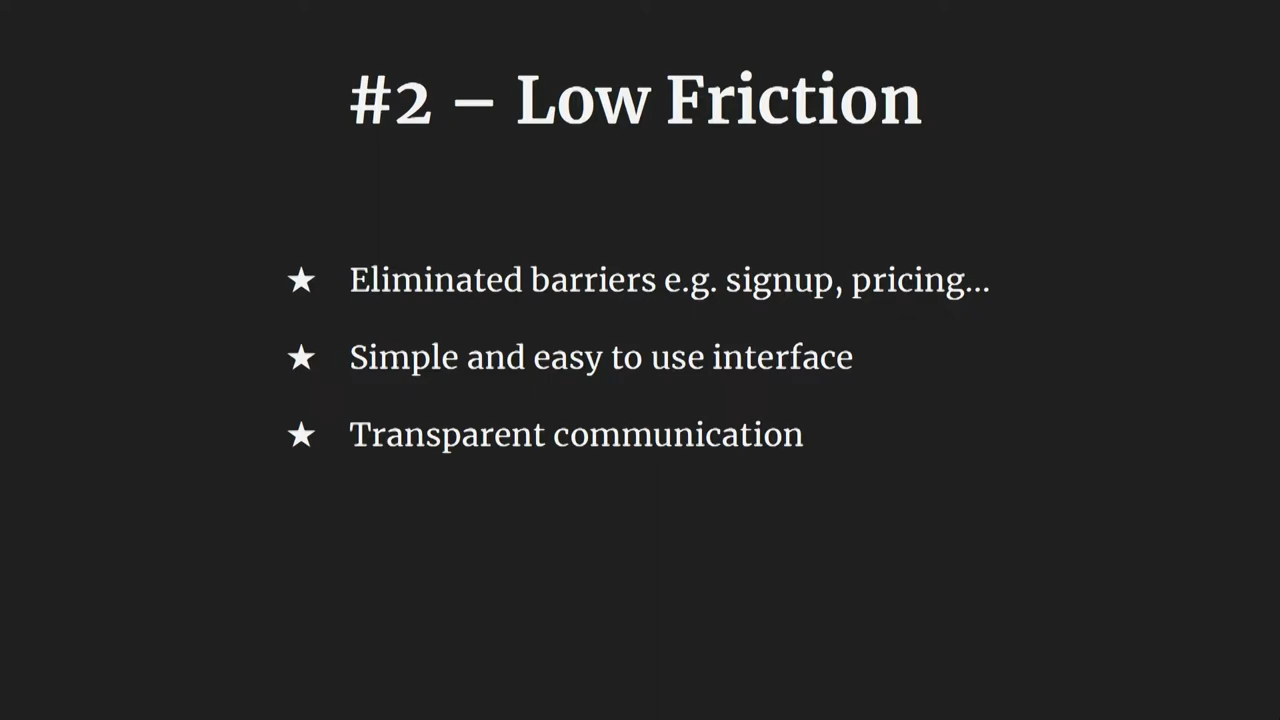 #2 – Low Friction
★ Eliminated barriers e.g. signup, pricing...
★ Simple and easy to use interface
★ Transparent communication